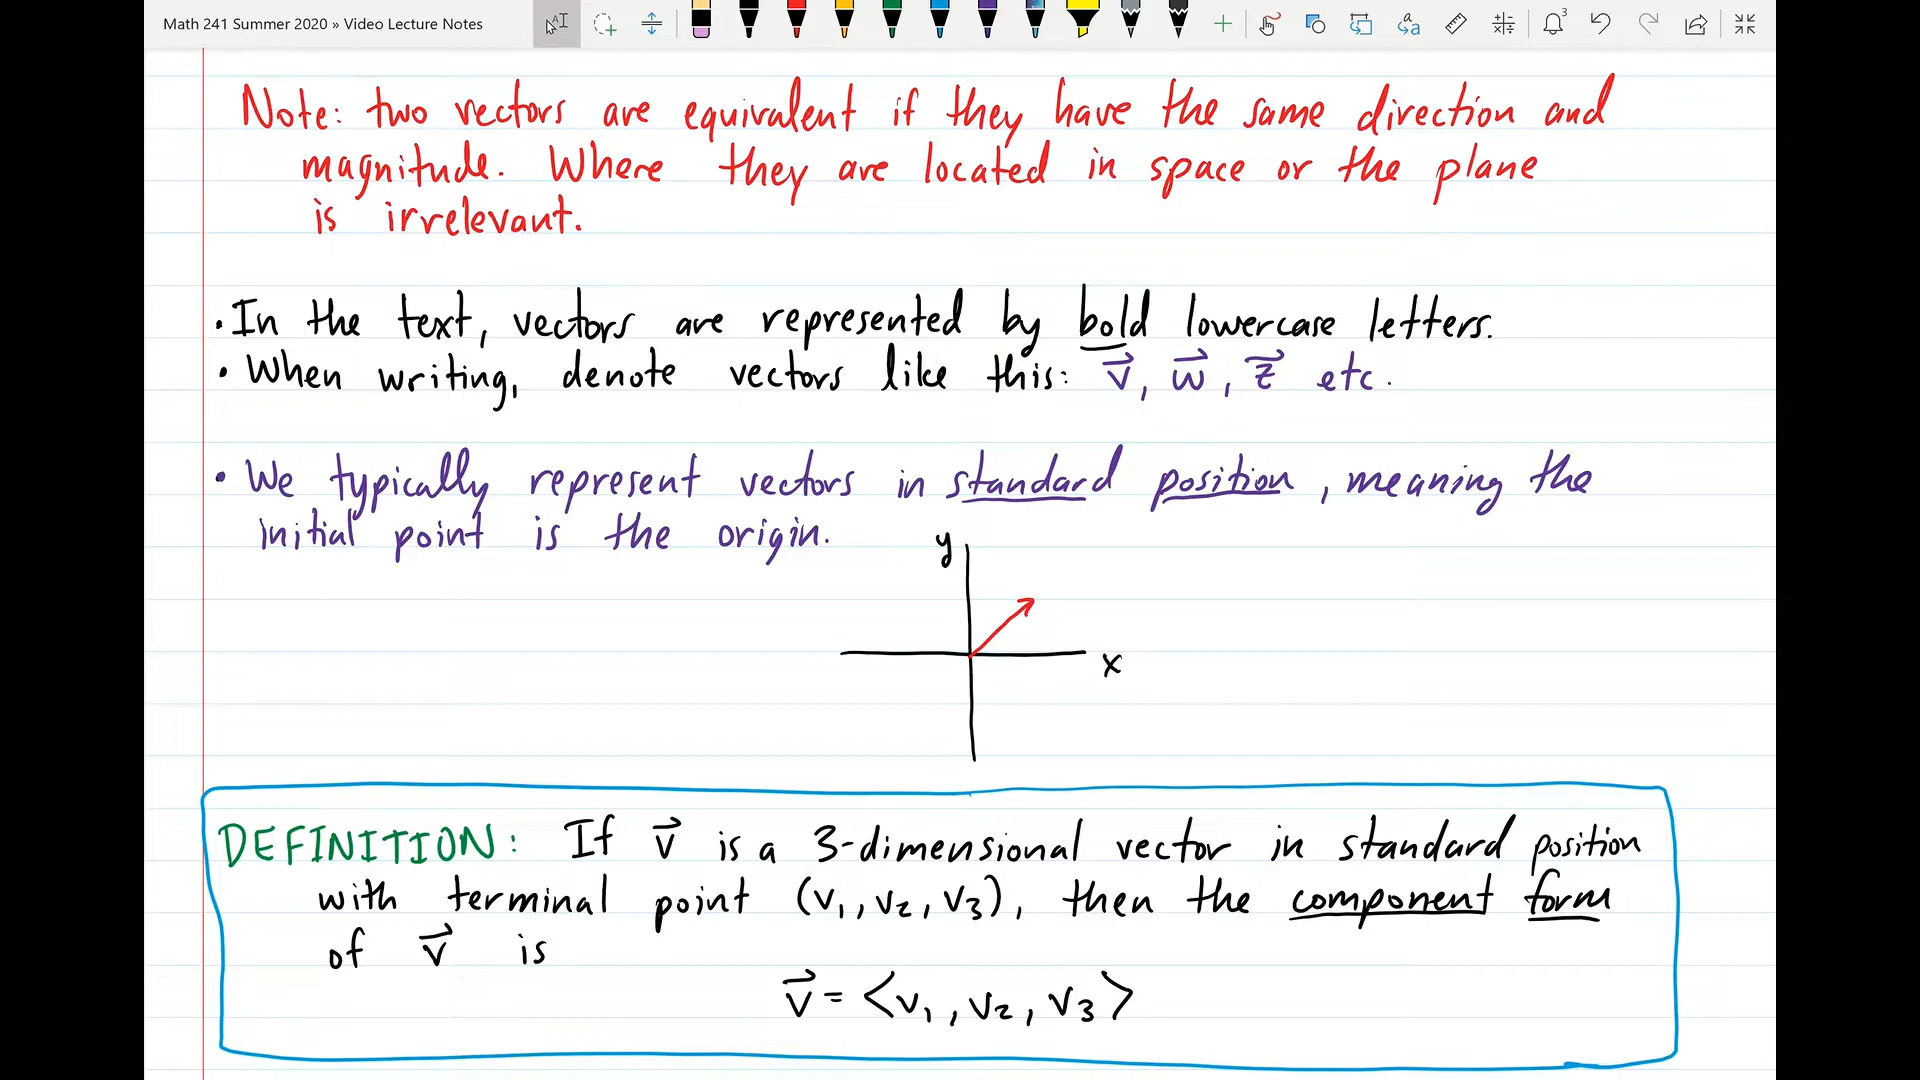 Math 241 Summer 2020 » Video Lecture Notes
3
Note: two vectors are equivalent if they have the same direction and
magnitude. Where they are located in space or the plane
is irrelevant.
• In the text, vectors are represented by bold lowercase letters.
• When writing, denote vectors like this: v⃗, w⃗, z⃗ etc.
• We typically represent vectors in standard position, meaning the
initial point is the origin.
y
x
DEFINITION: If v⃗ is a 3-dimensional vector in standard position
with terminal point (v₁, v₂, v₃), then the component form
of v⃗ is
v⃗ = <v₁, v₂, v₃>